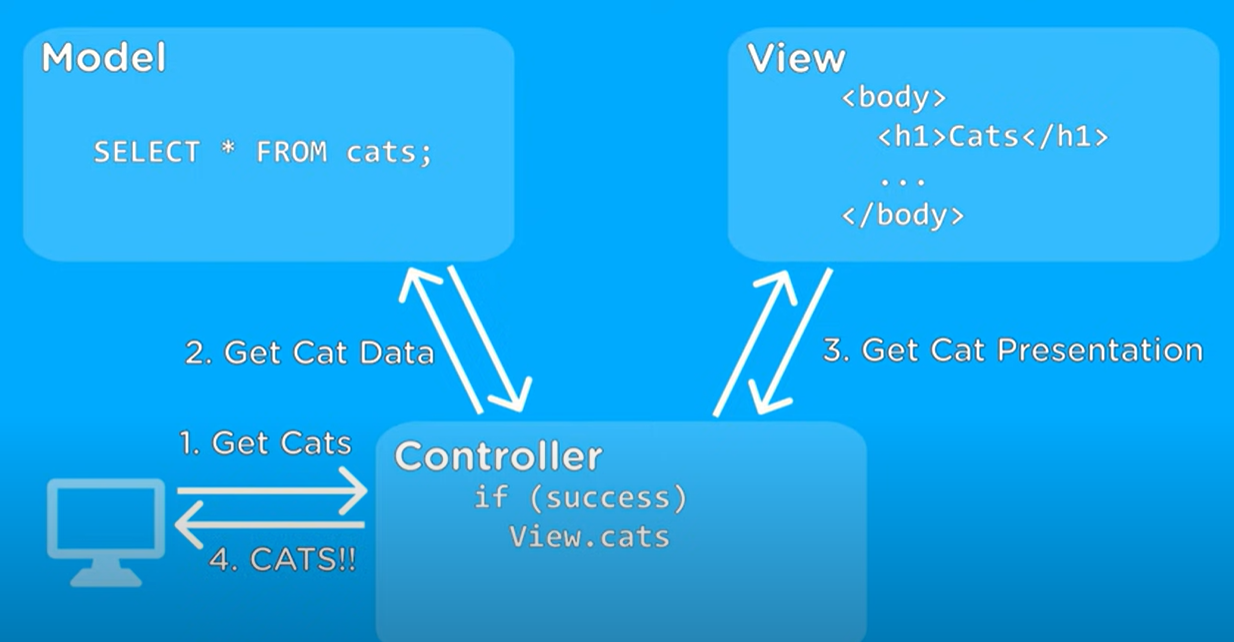 Model
SELECT * FROM cats;
View
<body>
<h1>Cats</h1>
...
</body>
2. Get Cat Data
3. Get Cat Presentation
1. Get Cats
4. CATS!!
Controller
if (success)
View.cats